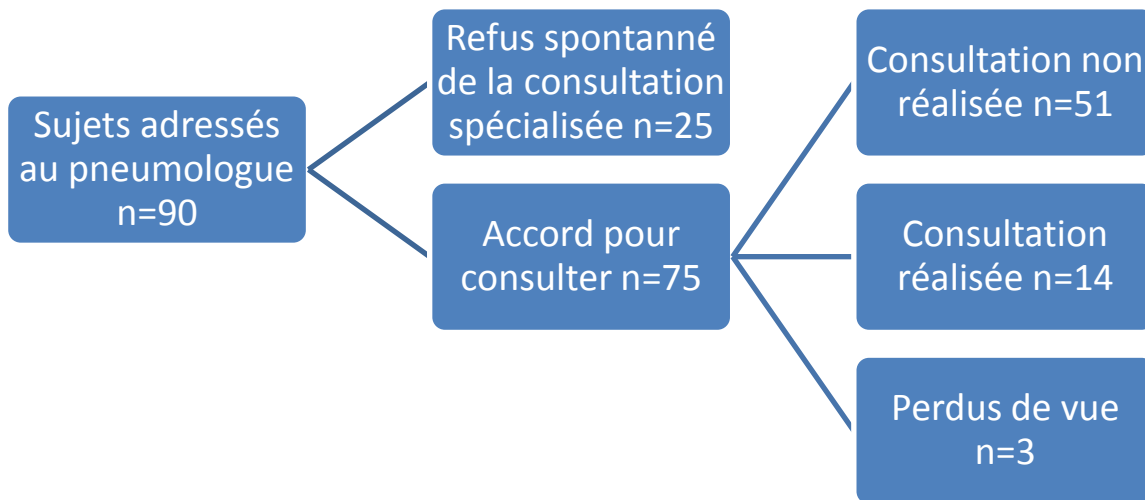 Sujets adressés
au pneumologue
n=90
Refus spontanné
de la consultation
spécialisée n=25
Accord pour
consulter n=75
Consultation non
réalisée n=51
Consultation
réalisée n=14
Perdus de vue
n=3